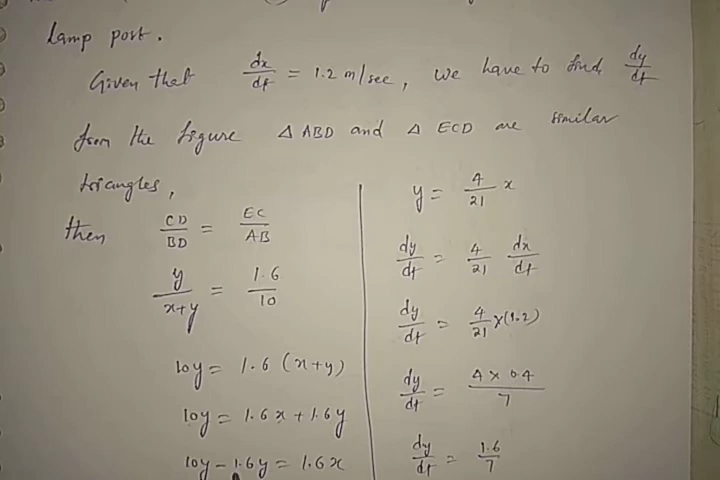 lamp post.
Given that dx/dt = 1.2 m/sec, we have to find dy/dt
from the figure Δ ABD and Δ ECD are similar
triangles,
then CD/BD = EC/AB
y/x+y = 1.6/10
10y = 1.6 (x+y)
10y = 1.6x + 1.6y
10y - 1.6y = 1.6x
y = 4/21 x
dy/dt = 4/21 dx/dt
dy/dt = 4/21 x(1.2)
dy/dt = 4 x 0.4/7
dy/dt = 1.6/7